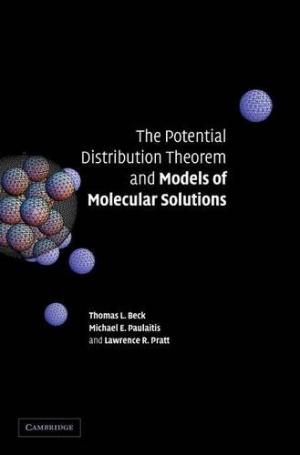 The Potential
Distribution Theorem
and Models of
Molecular Solutions
Thomas L. Beck
Michael E. Paulaitis
and Lawrence R. Pratt
CAMBRIDGE